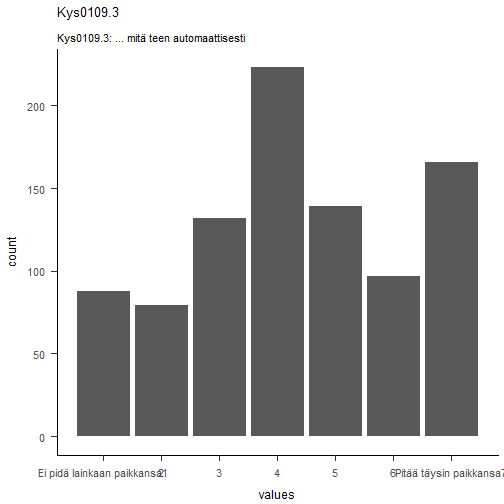 Kys0109.3
Kys0109.3: ... mitä teen automaattisesti
200
150
100
50
0
count
Ei pidä lainkaan paikkansa1 2 3 4 5 6 Pitää täysin paikkansa7
values